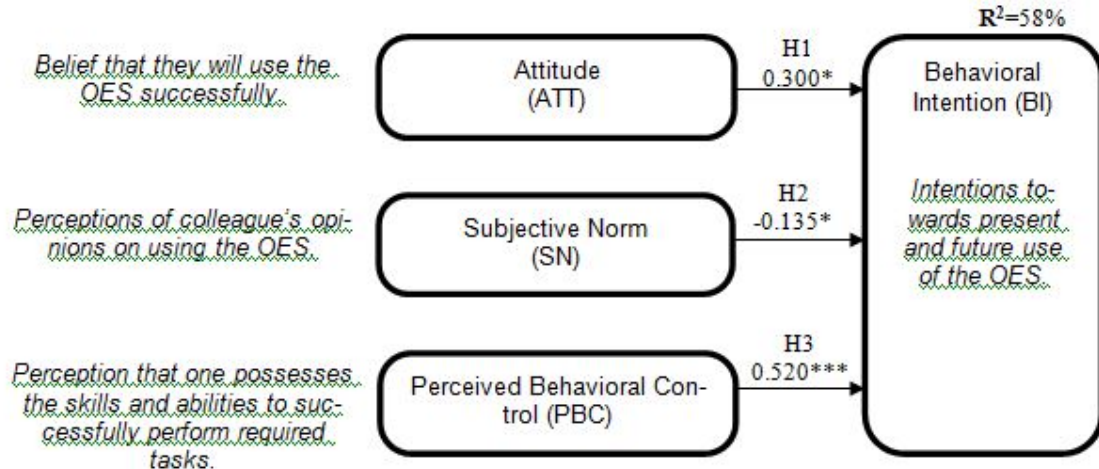 R²=58%
Belief that they will use the
OES successfully.
Attitude
(ATT)
H1
0.300*
Behavioral
Intention (BI)
Perceptions of colleague's opi-
nions on using the OES.
Subjective Norm
(SN)
H2
-0.135*
Intentions to-
wards present
and future use
of the OES.
Perception that one possesses
the skills and abilities to suc-
cessfully perform required
tasks.
Perceived Behavioral Con-
trol (PBC)
H3
0.520***